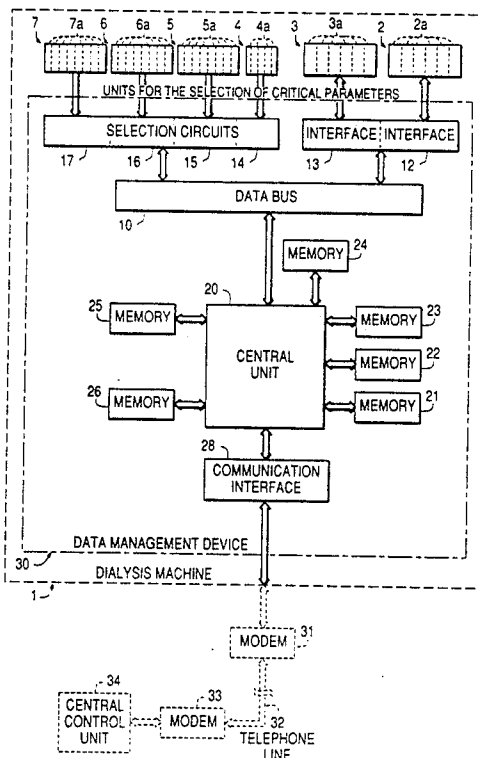 7 7a 6 6a 5 5a 4 4a 3 3a 2 2a
UNITS FOR THE SELECTION OF CRITICAL PARAMETERS
SELECTION CIRCUITS
INTERFACE INTERFACE
17 16 15 14 13 12
DATA BUS
10
24
MEMORY
20
25
MEMORY
CENTRAL
UNIT
23
MEMORY
22
MEMORY
26
MEMORY
21
MEMORY
28
COMMUNICATION
INTERFACE
DATA MANAGEMENT DEVICE
30
DIALYSIS MACHINE
1
MODEM
31
34
CENTRAL
CONTROL
UNIT
33
MODEM
32
TELEPHONE
LINE